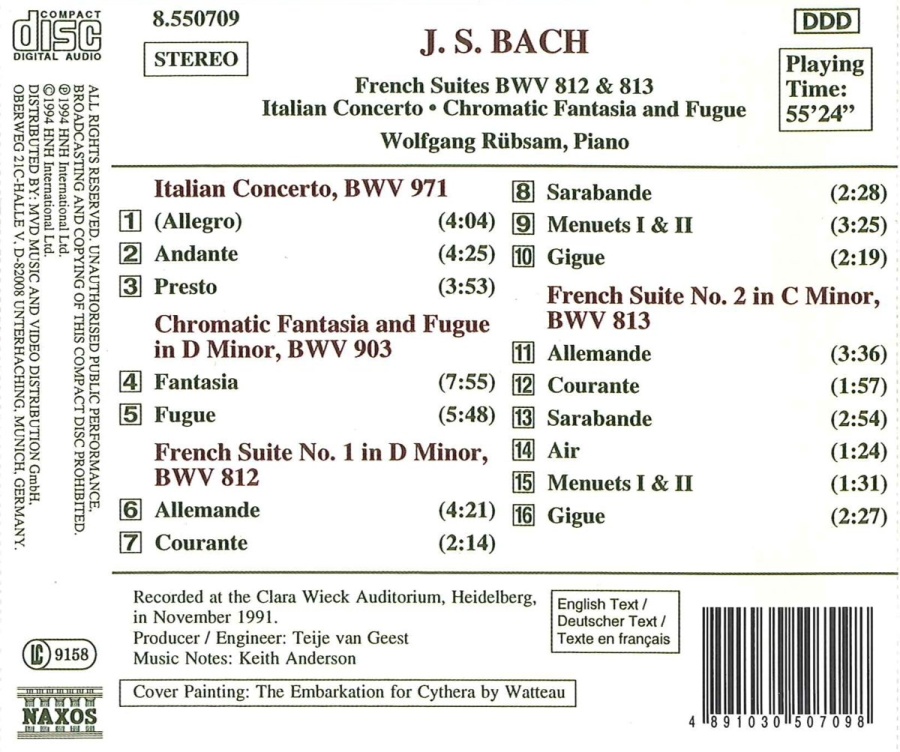 COMPACT
disc
DIGITAL AUDIO
8.550709
STEREO
J. S. BACH
French Suites BWV 812 & 813
Italian Concerto • Chromatic Fantasia and Fugue
Wolfgang Rübsam, Piano
DDD
Playing
Time:
55'24"
ALL RIGHTS RESERVED. UNAUTHORISED PUBLIC PERFORMANCE,
BROADCASTING AND COPYING OF THIS COMPACT DISC PROHIBITED.
℗ 1994 HNH International Ltd.
© 1994 HNH International Ltd.
DISTRIBUTED BY: MVD MUSIC AND VIDEO DISTRIBUTION GmbH,
OBERWEG 21C-HALLE V, D-82008 UNTERHACHING, MUNICH, GERMANY.
Italian Concerto, BWV 971
1 (Allegro) (4:04)
2 Andante (4:25)
3 Presto (3:53)
Chromatic Fantasia and Fugue
in D Minor, BWV 903
4 Fantasia (7:55)
5 Fugue (5:48)
French Suite No. 1 in D Minor,
BWV 812
6 Allemande (4:21)
7 Courante (2:14)
8 Sarabande (2:28)
9 Menuets I & II (3:25)
10 Gigue (2:19)
French Suite No. 2 in C Minor,
BWV 813
11 Allemande (3:36)
12 Courante (1:57)
13 Sarabande (2:54)
14 Air (1:24)
15 Menuets I & II (1:31)
16 Gigue (2:27)
Recorded at the Clara Wieck Auditorium, Heidelberg,
in November 1991.
Producer / Engineer: Teije van Geest
Music Notes: Keith Anderson
English Text /
Deutscher Text /
Texte en français
Cover Painting: The Embarkation for Cythera by Watteau
LC 9158
NAXOS
4 891030 507098